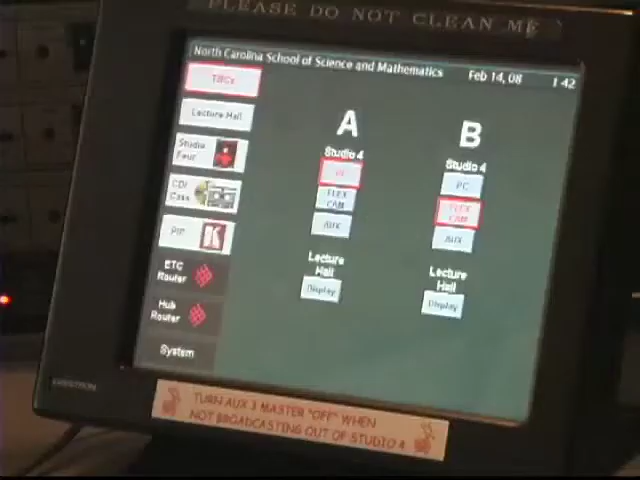 PLEASE DO NOT CLEAN ME
North Carolina School of Science and Mathematics
Feb 14, 08
1 42
TBCs
Lecture Hall
Studio
Four
CD/
Cass
PIP
ETC
Router
Hub
Router
System
A
Studio 4
PC
FLEX
CAM
AUX
Lecture
Hall
Display
B
Studio 4
PC
FLEX
CAM
AUX
Lecture
Hall
Display
CRESTRON
TURN AUX 3 MASTER "OFF" WHEN
NOT BROADCASTING OUT OF STUDIO 4